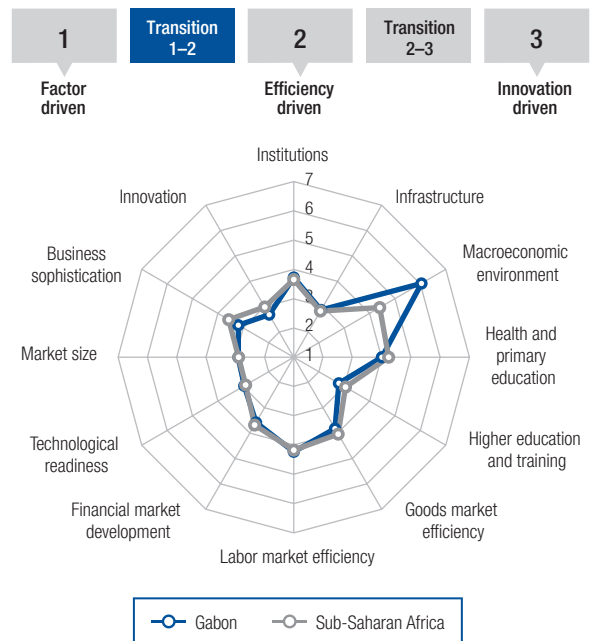 1
Transition
1–2
2
Transition
2–3
3
Factor
driven
Efficiency
driven
Innovation
driven
Institutions
Infrastructure
Macroeconomic
environment
Health and
primary
education
Higher education
and training
Goods market
efficiency
Labor market efficiency
Financial market
development
Technological
readiness
Market size
Business
sophistication
Innovation
7
6
5
4
3
2
1
Gabon
Sub-Saharan Africa